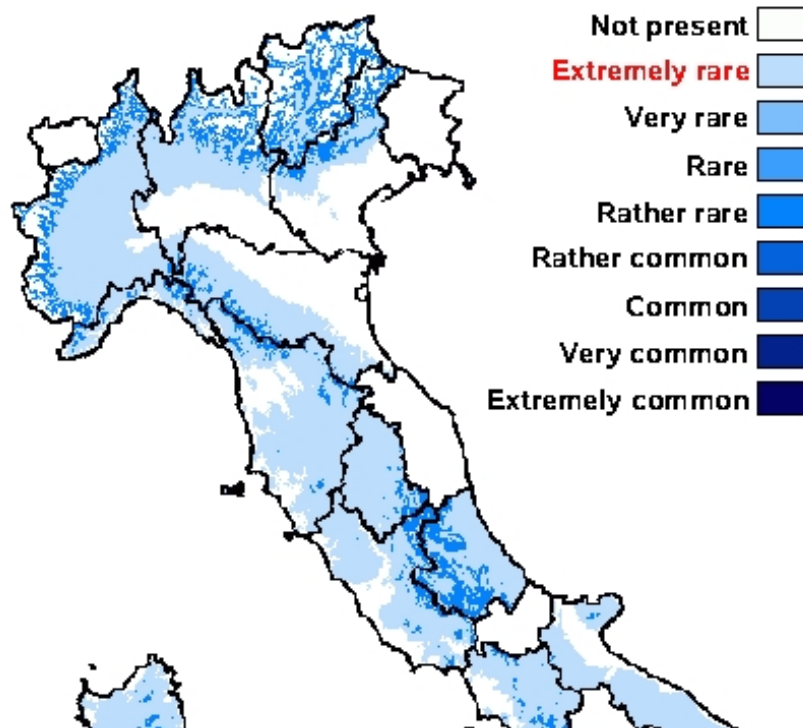 Not present
Extremely rare
Very rare
Rare
Rather rare
Rather common
Common
Very common
Extremely common